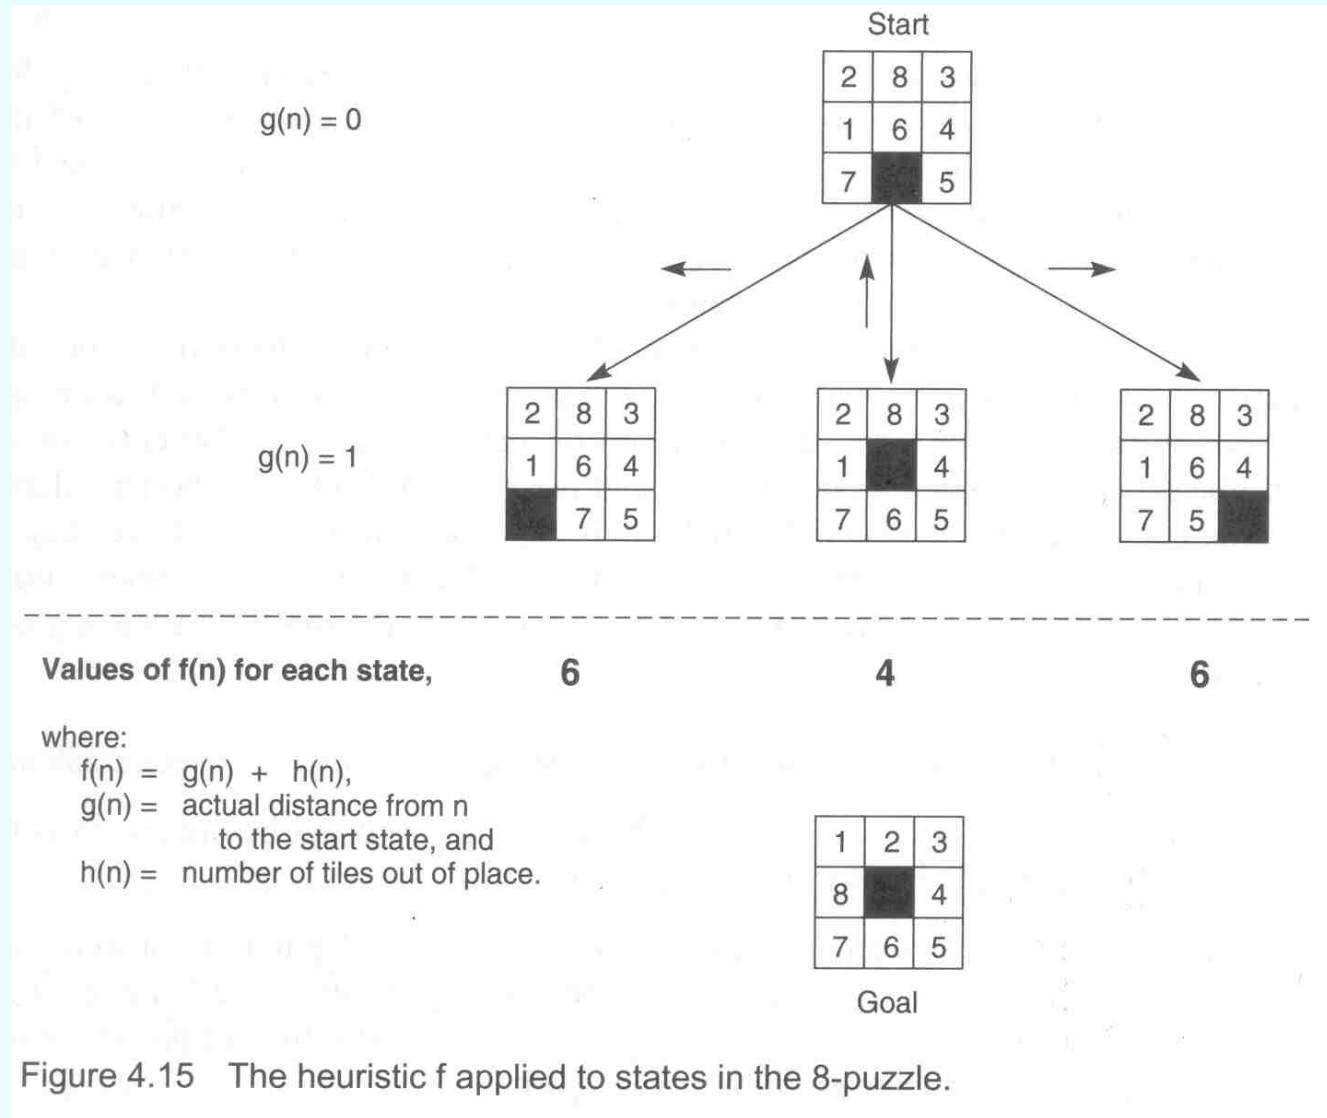 Start
2 8 3
g(n) = 0
1 6 4
7 5
2 8 3 2 8 3 2 8 3
g(n) = 1
1 6 4 1 4 1 6 4
7 5 7 6 5 7 5
Values of f(n) for each state, 6 4 6
where:
f(n) = g(n) + h(n),
g(n) = actual distance from n
to the start state, and
h(n) = number of tiles out of place.
1 2 3
8 4
7 6 5
Goal
Figure 4.15 The heuristic f applied to states in the 8-puzzle.